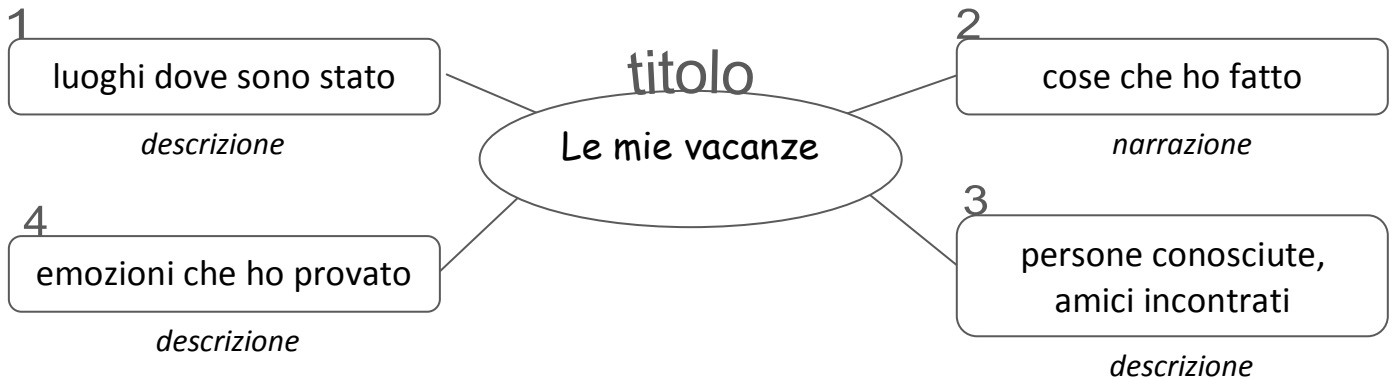 1
luoghi dove sono stato
descrizione
titolo
Le mie vacanze
2
cose che ho fatto
narrazione
3
persone conosciute,
amici incontrati
descrizione
4
emozioni che ho provato
descrizione